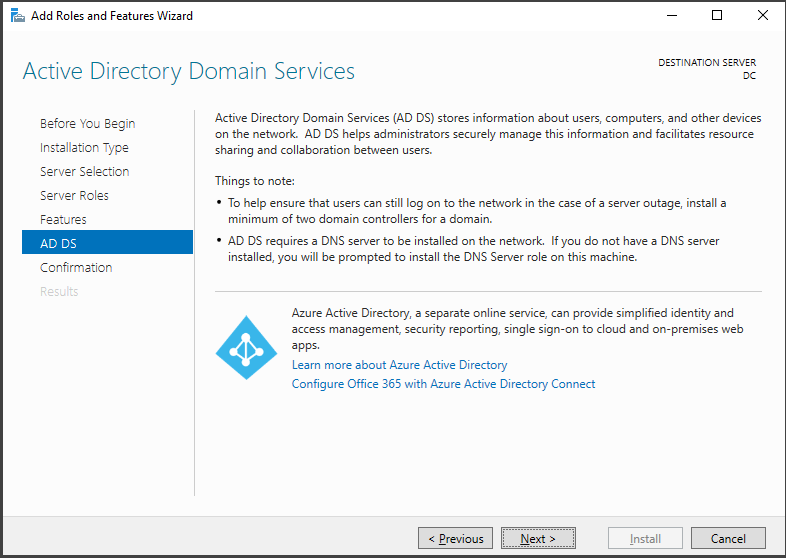 Add Roles and Features Wizard
Active Directory Domain Services
DESTINATION SERVER
DC
Before You Begin
Installation Type
Server Selection
Server Roles
Features
AD DS
Confirmation
Results
Active Directory Domain Services (AD DS) stores information about users, computers, and other devices
on the network.  AD DS helps administrators securely manage this information and facilitates resource
sharing and collaboration between users.
Things to note:
• To help ensure that users can still log on to the network in the case of a server outage, install a
minimum of two domain controllers for a domain.
• AD DS requires a DNS server to be installed on the network.  If you do not have a DNS server
installed, you will be prompted to install the DNS Server role on this machine.
Azure Active Directory, a separate online service, can provide simplified identity and
access management, security reporting, single sign-on to cloud and on-premises web
apps.
Learn more about Azure Active Directory
Configure Office 365 with Azure Active Directory Connect
< Previous
Next >
Install
Cancel